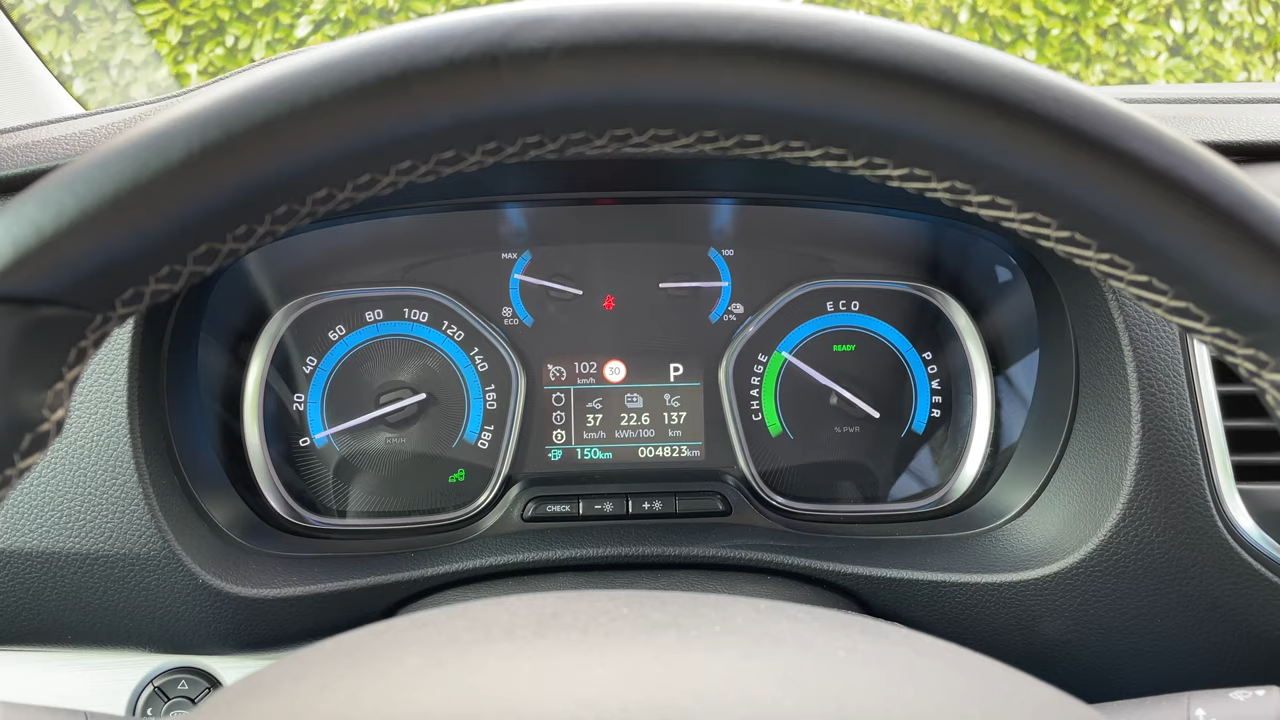 MAX
ECO
100
0%
0
20
40
60
80
100
120
140
160
180
KM/H
102
km/h
30
P
37
22.6
137
km/h
kWh/100
km
150km
004823km
CHARGE
ECO
POWER
READY
% PWR
CHECK
-
+